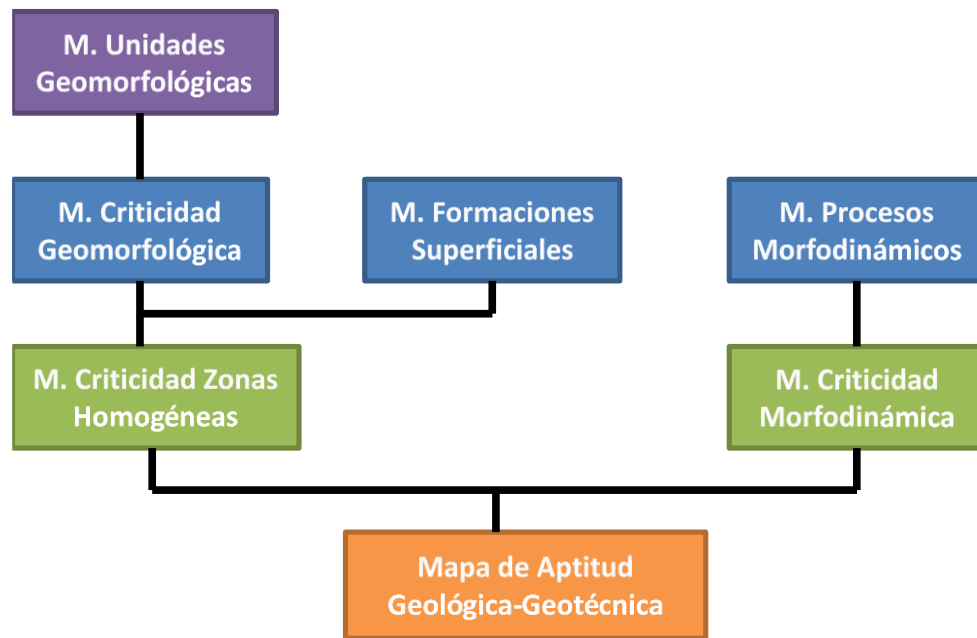 M. Unidades
Geomorfológicas
M. Criticidad
Geomorfológica
M. Formaciones
Superficiales
M. Procesos
Morfodinámicos
M. Criticidad Zonas
Homogéneas
M. Criticidad
Morfodinámica
Mapa de Aptitud
Geológica-Geotécnica